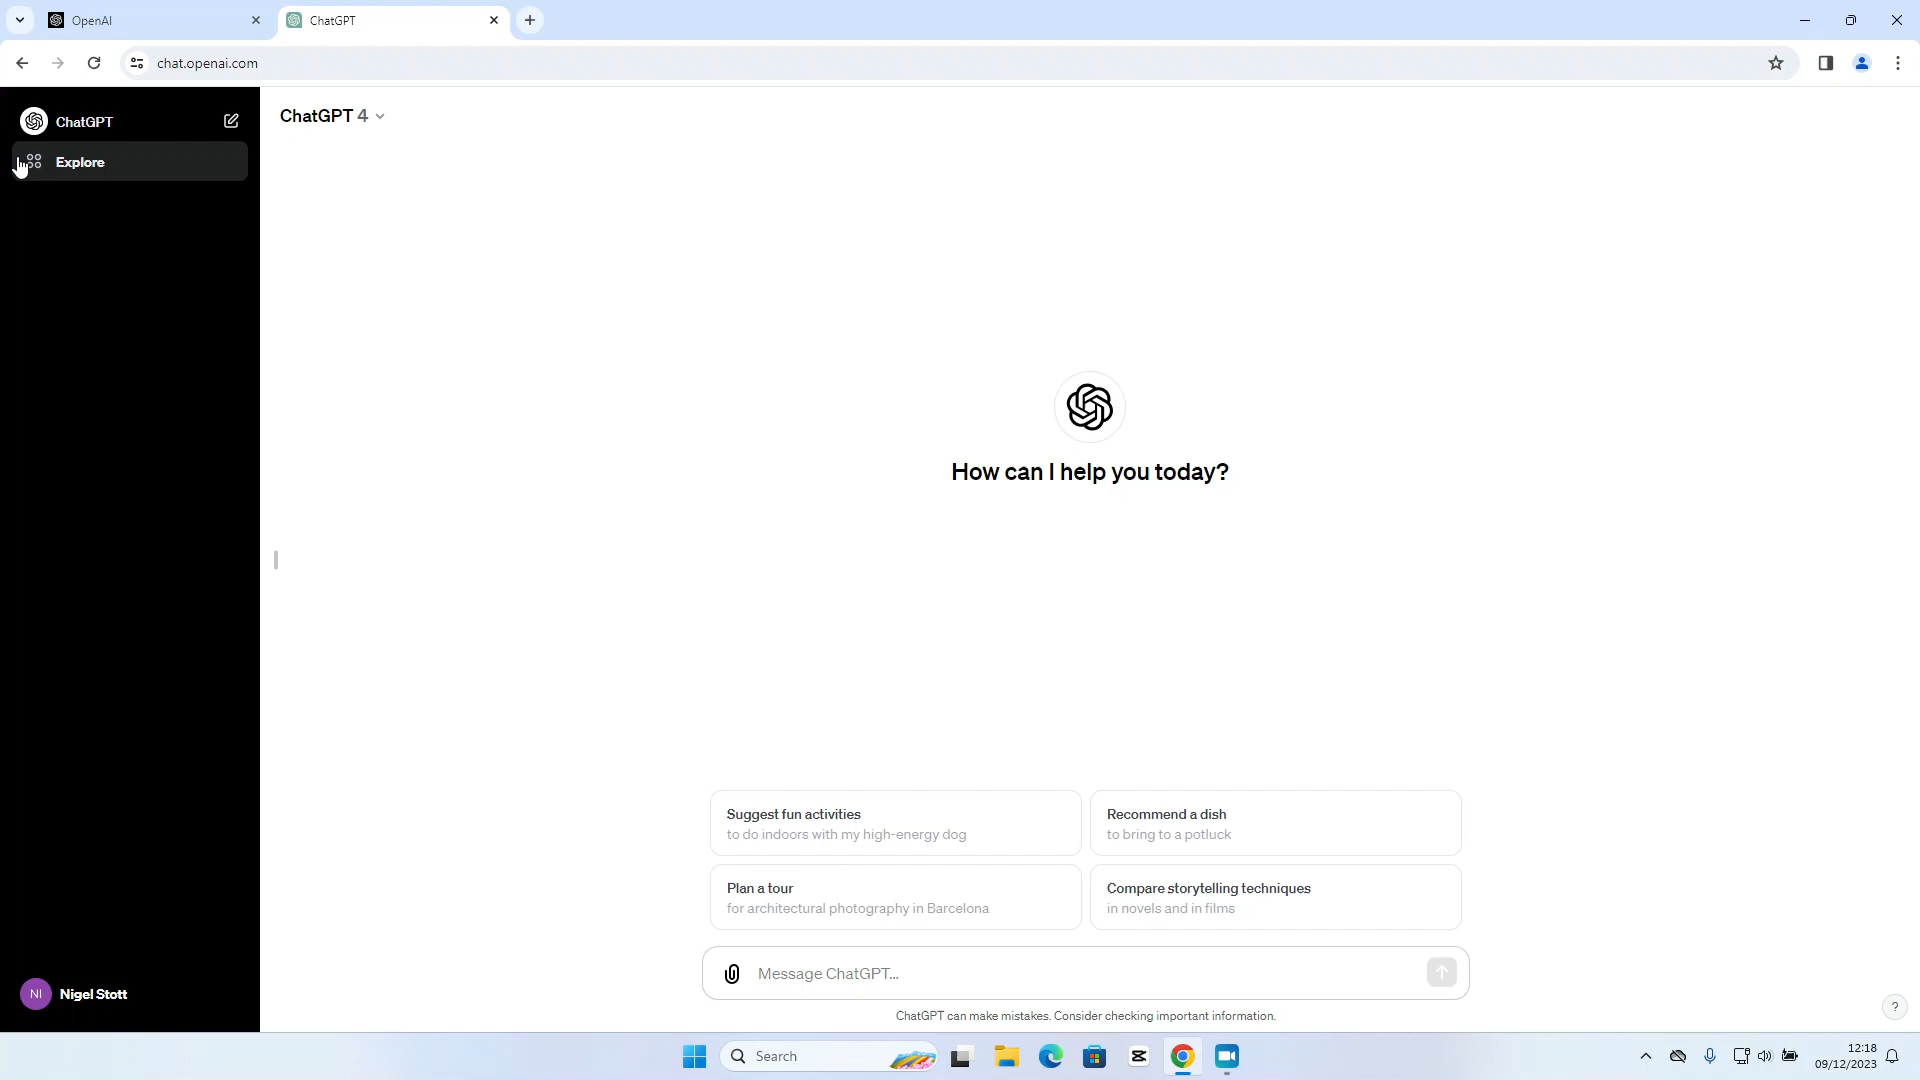 OpenAI
ChatGPT
chat.openai.com
ChatGPT
Explore
ChatGPT 4
How can I help you today?
Suggest fun activities
to do indoors with my high-energy dog
Recommend a dish
to bring to a potluck
Plan a tour
for architectural photography in Barcelona
Compare storytelling techniques
in novels and in films
Message ChatGPT...
ChatGPT can make mistakes. Consider checking important information.
?
NI
Nigel Stott
Search
12:18
09/12/2023